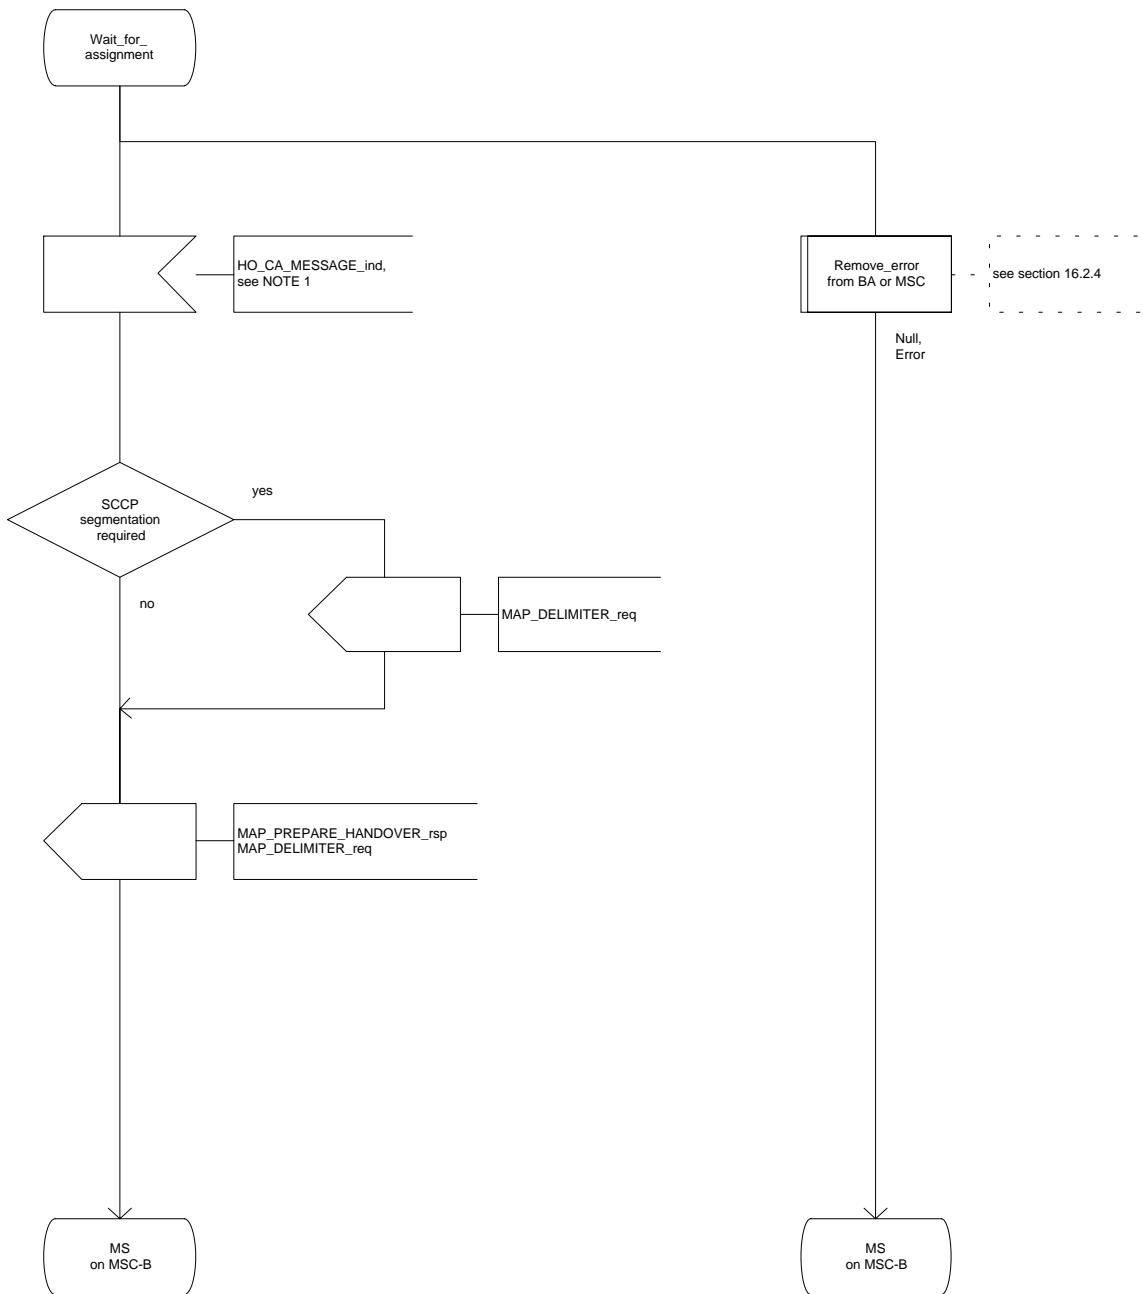 Wait_for_
assignment
HO_CA_MESSAGE_ind,
see NOTE 1
Remove_error
from BA or MSC
see section 16.2.4
Null,
Error
SCCP
segmentation
required
yes
no
MAP_DELIMITER_req
MAP_PREPARE_HANDOVER_rsp
MAP_DELIMITER_req
MS
on MSC-B
MS
on MSC-B